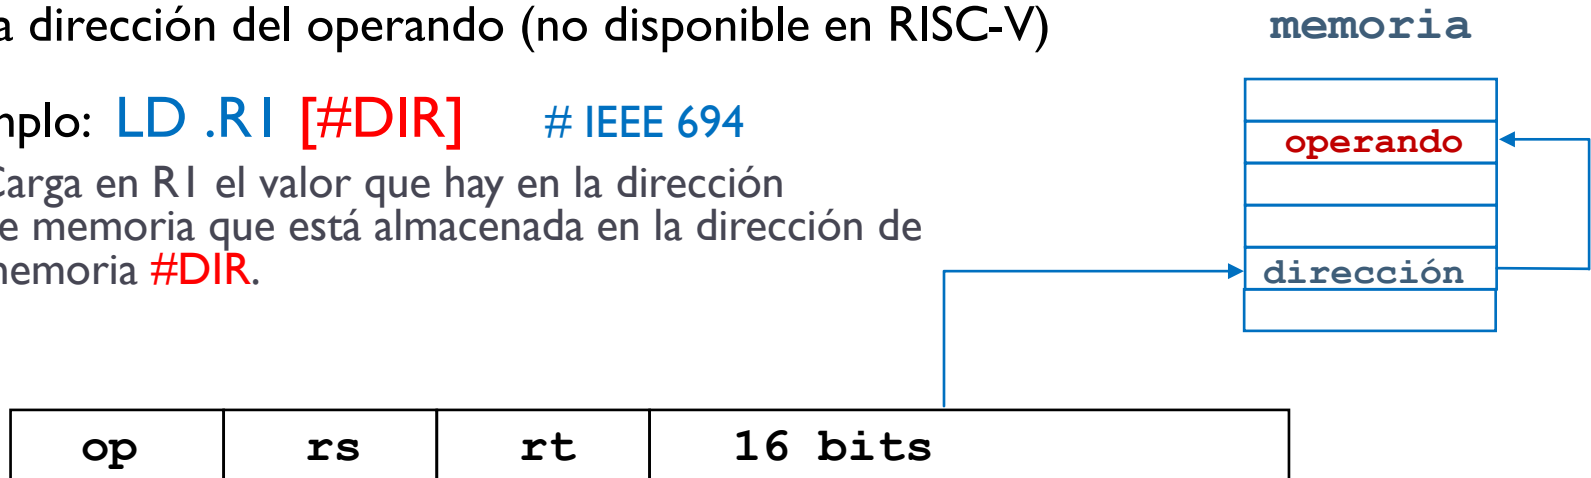 a dirección del operando (no disponible en RISC-V)
memoria
mplo: LD .R1 [#DIR] # IEEE 694
operando
Carga en R1 el valor que hay en la dirección
e memoria que está almacenada en la dirección de
memoria #DIR.
dirección
op rs rt 16 bits